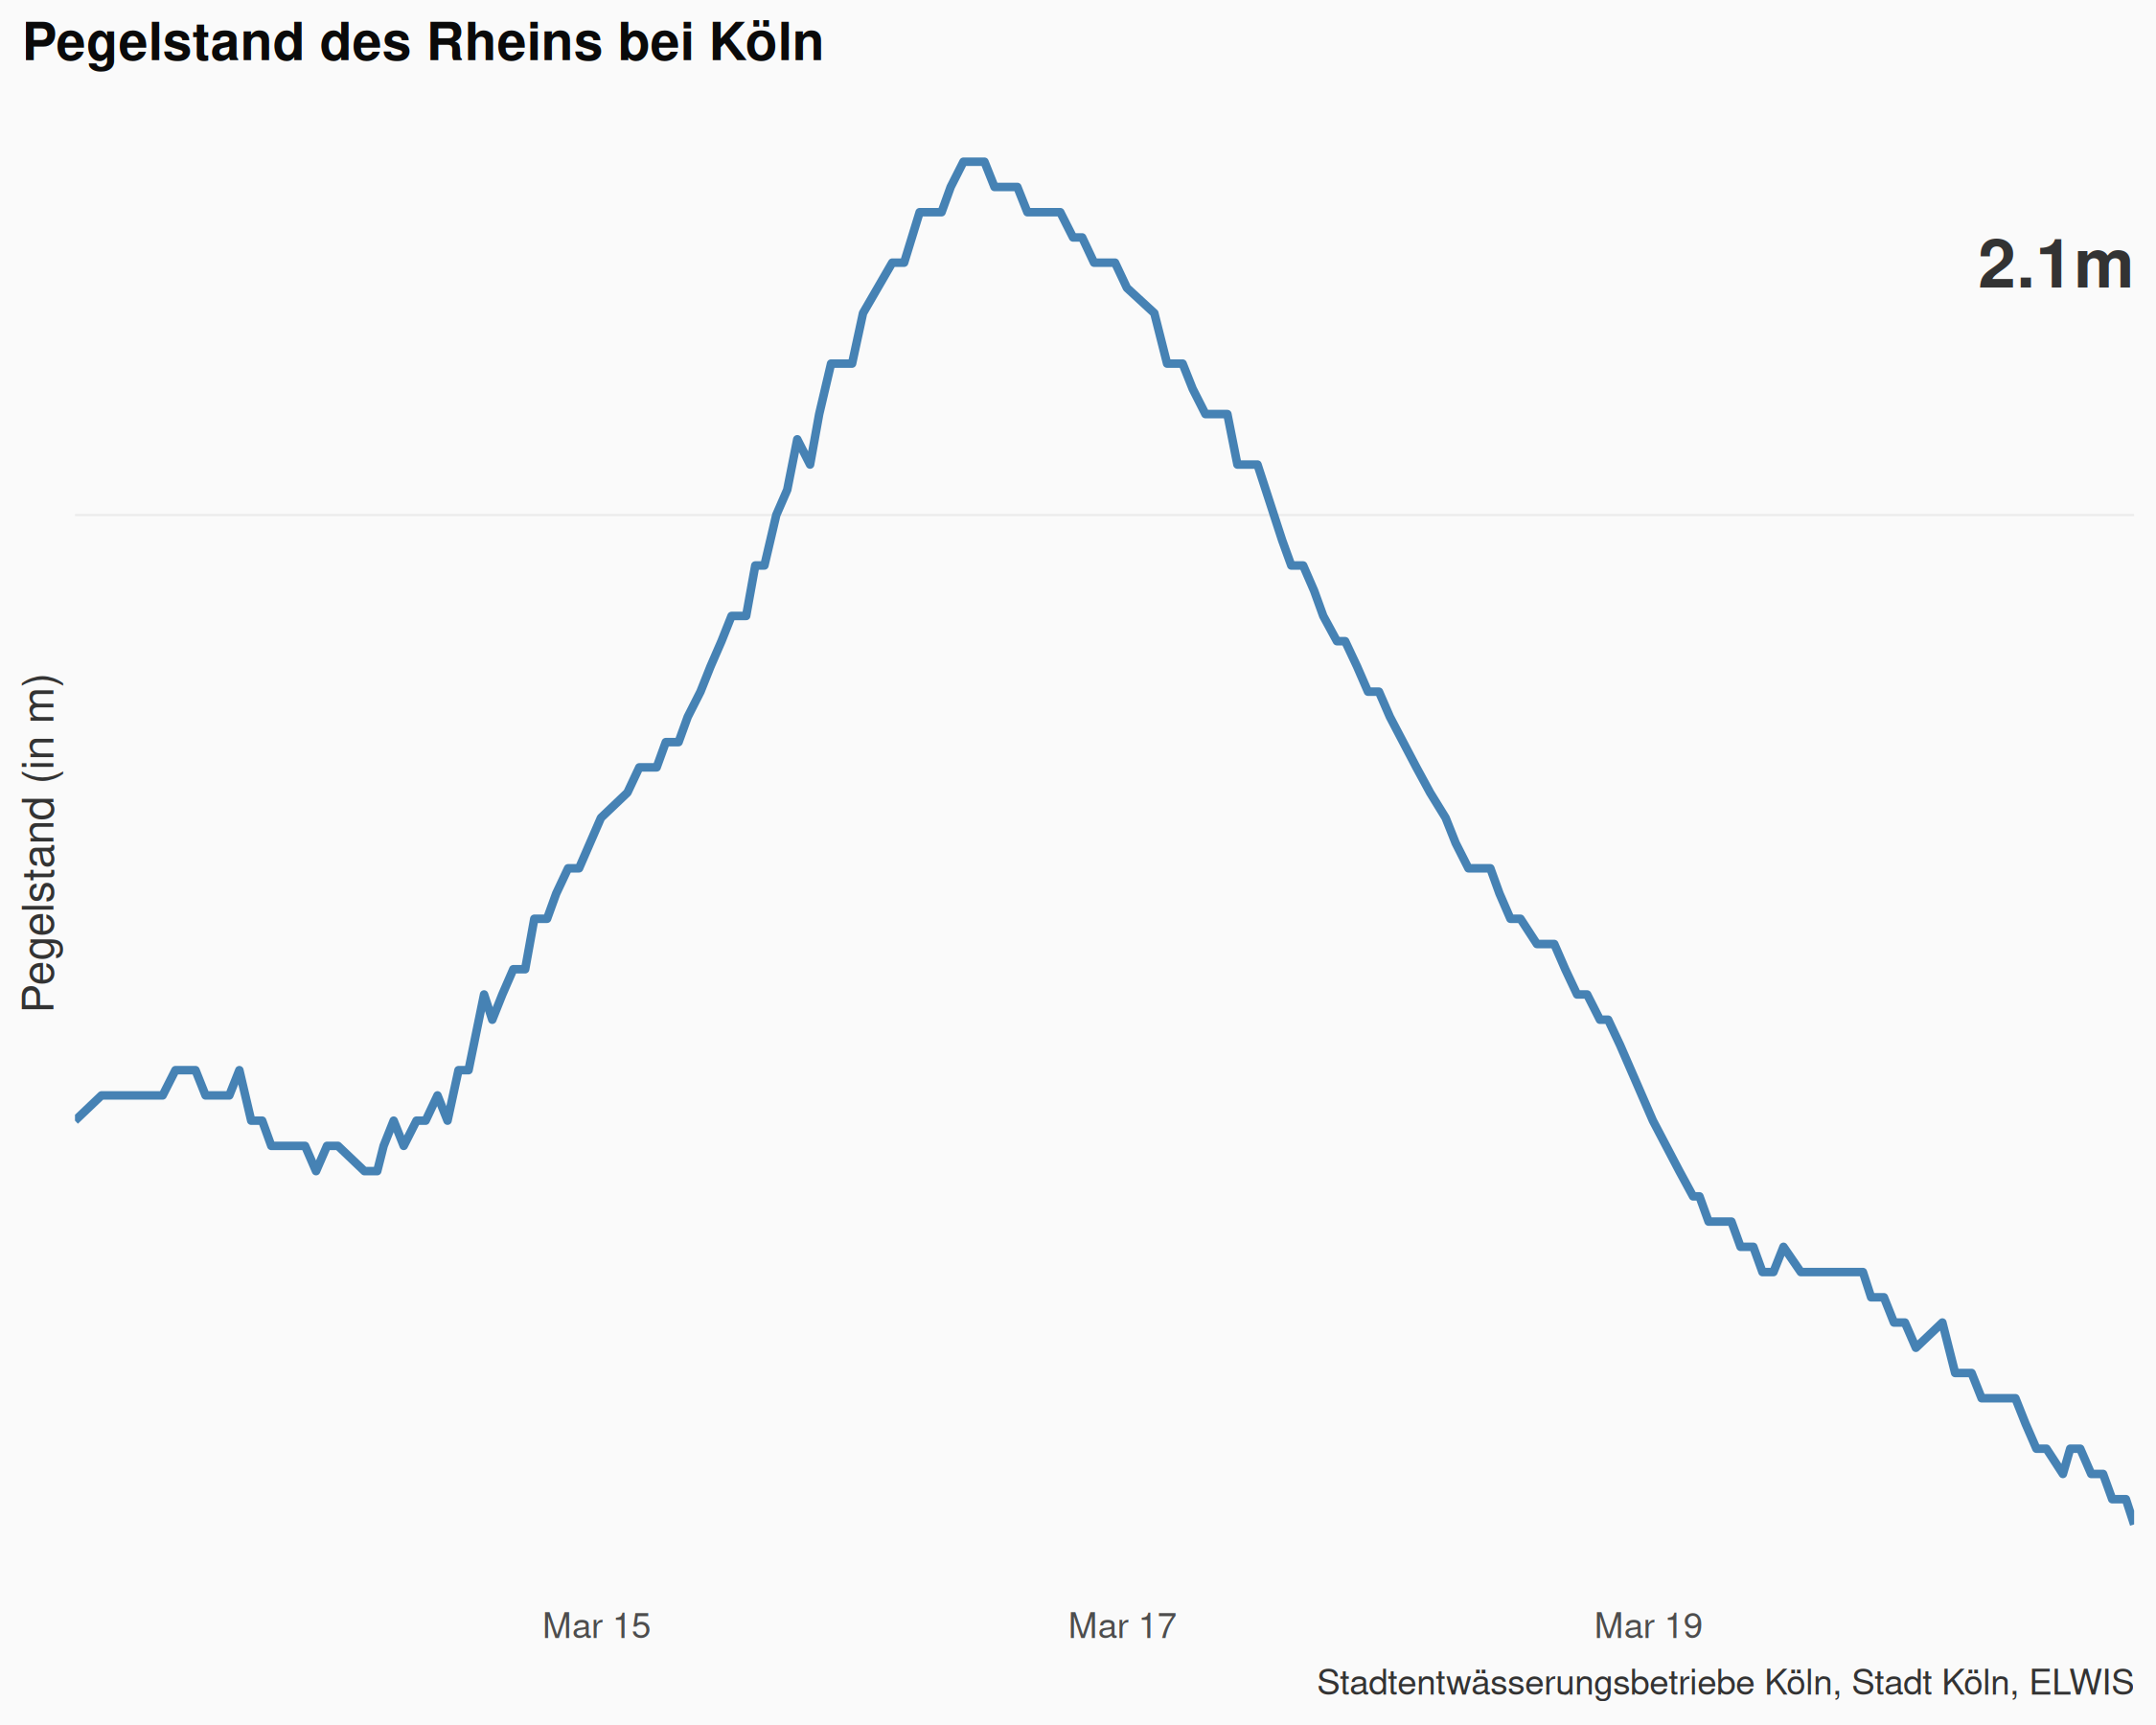 Pegelstand des Rheins bei Köln
2.1m
Pegelstand (in m)
Mar 15
Mar 17
Mar 19
Stadtentwässerungsbetriebe Köln, Stadt Köln, ELWIS